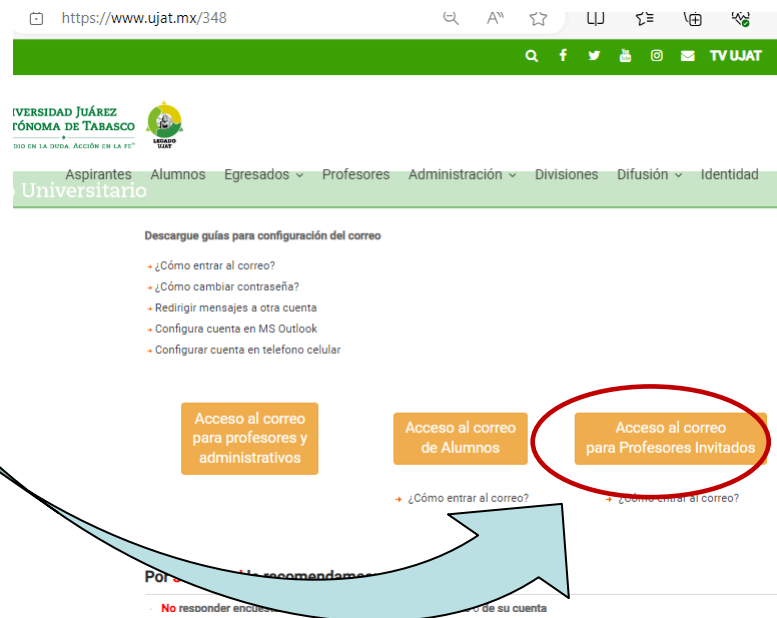 https://www.ujat.mx/348
TV UJAT
IVERSIDAD JUÁREZ
TÓNOMA DE TABASCO
DIO EN LA DUDA. ACCIÓN EN LA FE"
LEGADO
UJAT
Aspirantes Alumnos Egresados Profesores Administración Divisiones Difusión Identidad
Universitario
Descargue guías para configuración del correo
¿Cómo entrar al correo?
¿Cómo cambiar contraseña?
Redirigir mensajes a otra cuenta
Configura cuenta en MS Outlook
Configurar cuenta en telefono celular
Acceso al correo
para profesores y
administrativos
Acceso al correo
de Alumnos
Acceso al correo
para Profesores Invitados
¿Cómo entrar al correo?
¿Cómo entrar al correo?
Por recomendamos
No responder de su cuenta